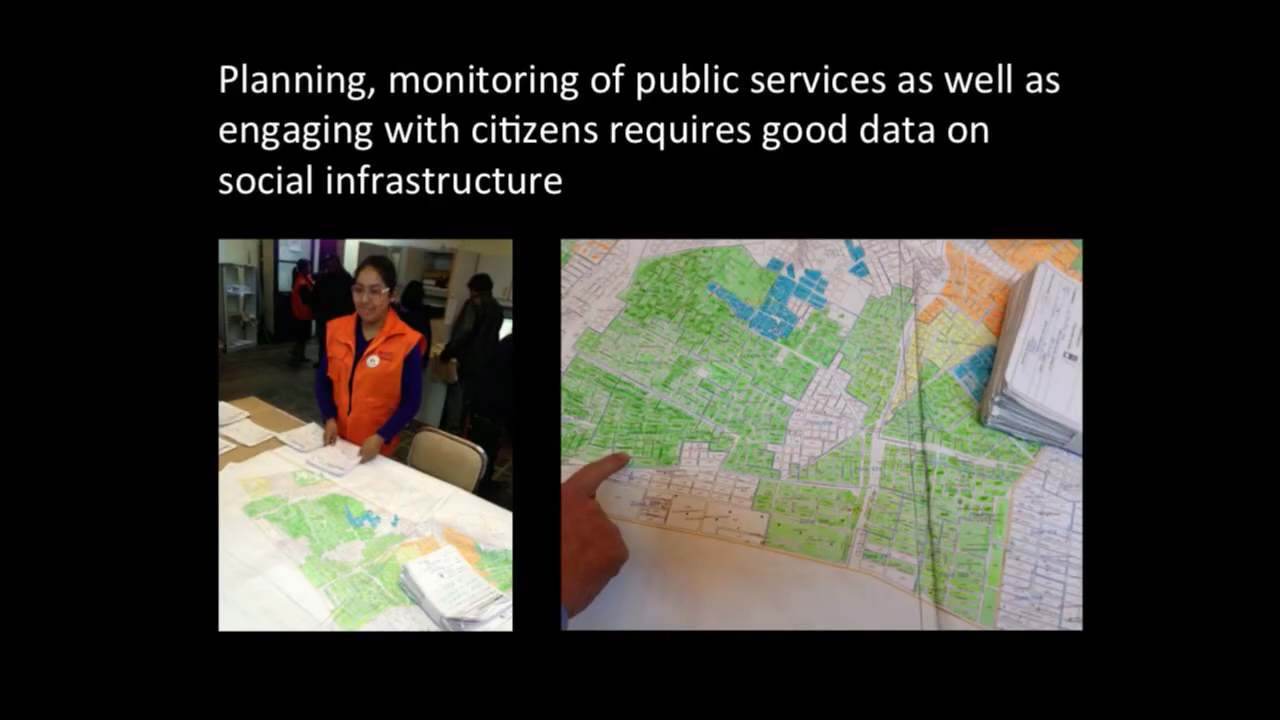 Planning, monitoring of public services as well as
engaging with citizens requires good data on
social infrastructure